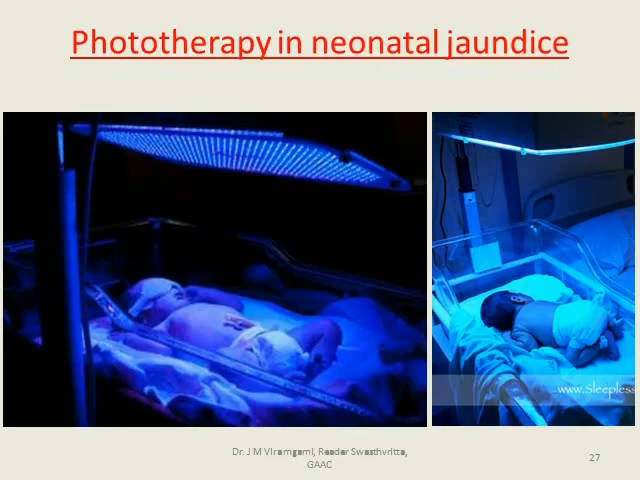 Phototherapy in neonatal jaundice
www.Sleepless
Dr. J M Viramgami, Reader Swasthvritta,
GAAC
27